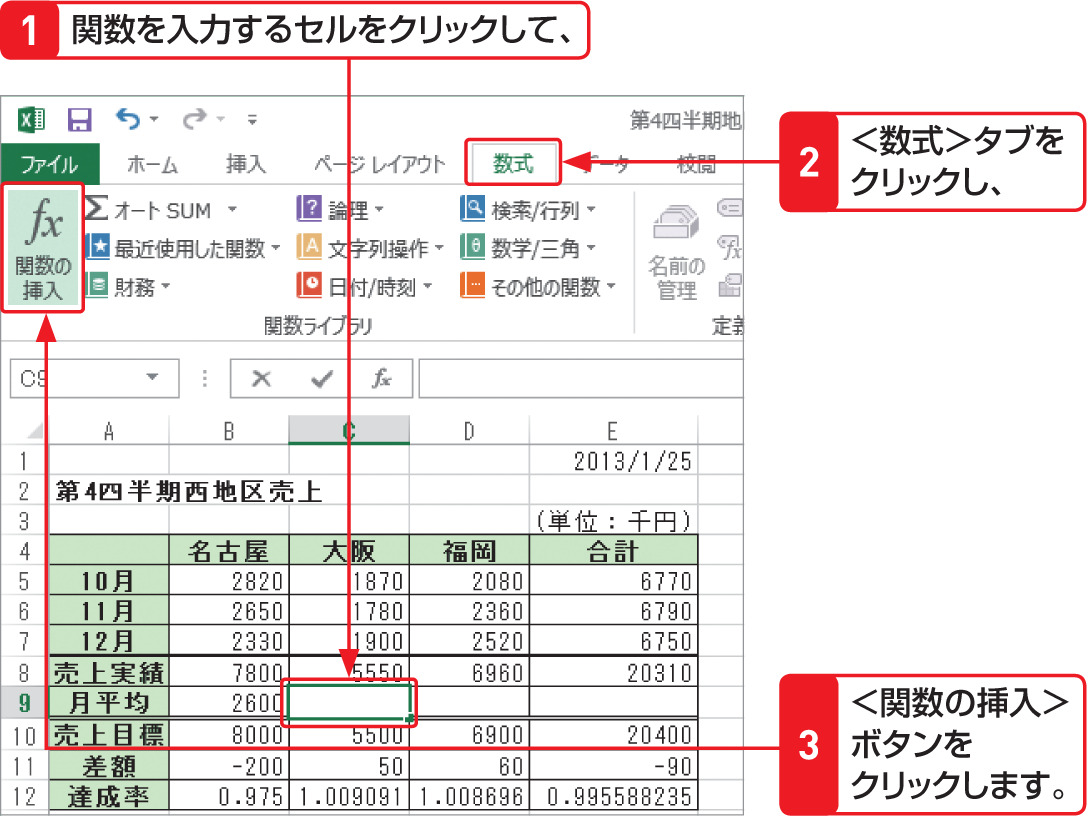 1 関数を入力するセルをクリックして、
第4四半期地
ファイル ホーム 挿入 ページ レイアウト 数式 データ 校閲
2 <数式>タブを
クリックし、
fx 関数の
挿入
Σ オート SUM ? 論理 検索/行列
最近使用した関数 A 文字列操作 θ 数学/三角
財務 日付/時刻 その他の関数
名前の
管理
関数ライブラリ 定義
C9 fx
A B C D E
1 2013/1/25
2 第4四半期西地区売上
3 (単位：千円)
4 名古屋 大阪 福岡 合計
5 10月 2820 1870 2080 6770
6 11月 2650 1780 2360 6790
7 12月 2330 1900 2520 6750
8 売上実績 7800 5550 6960 20310
9 月平均 2600
10 売上目標 8000 5500 6900 20400
11 差額 -200 50 60 -90
12 達成率 0.975 1.009091 1.008696 0.995588235
3 <関数の挿入>
ボタンを
クリックします。